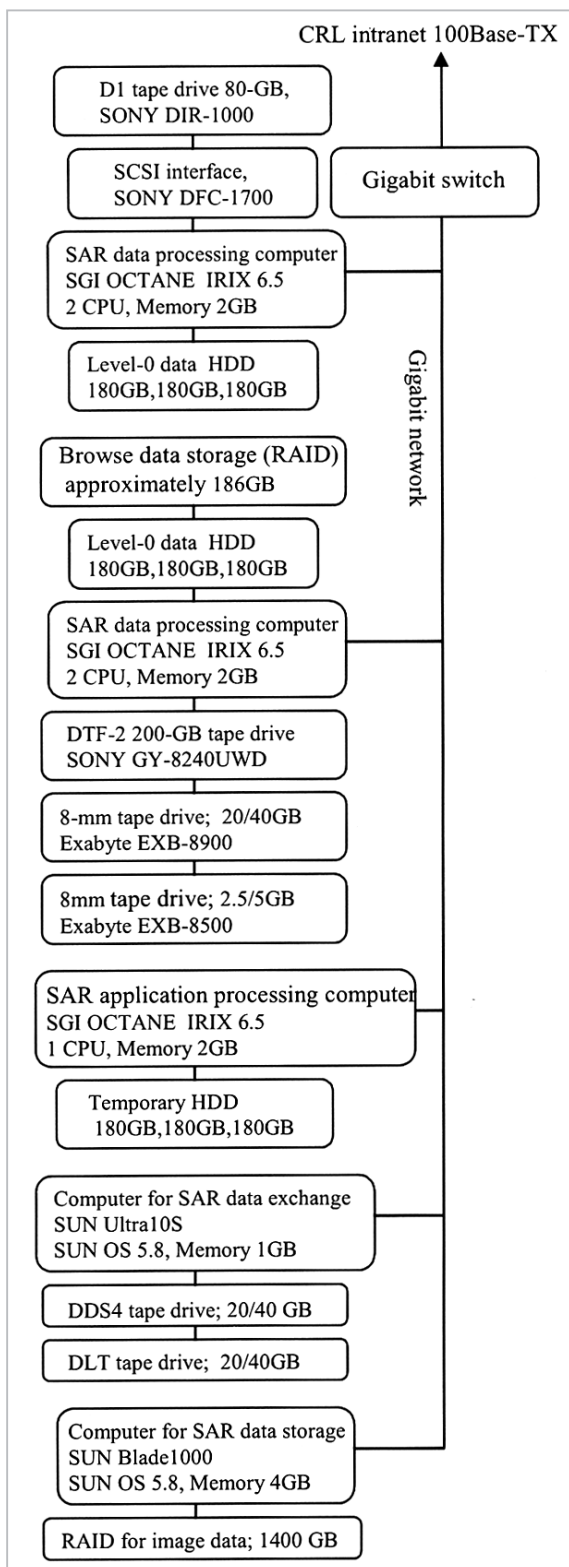 CRL intranet 100Base-TX
D1 tape drive 80-GB,
SONY DIR-1000
SCSI interface,
SONY DFC-1700
Gigabit switch
SAR data processing computer
SGI OCTANE IRIX 6.5
2 CPU, Memory 2GB
Level-0 data HDD
180GB,180GB,180GB
Gigabit network
Browse data storage (RAID)
approximately 186GB
Level-0 data HDD
180GB,180GB,180GB
SAR data processing computer
SGI OCTANE IRIX 6.5
2 CPU, Memory 2GB
DTF-2 200-GB tape drive
SONY GY-8240UWD
8-mm tape drive; 20/40GB
Exabyte EXB-8900
8mm tape drive; 2.5/5GB
Exabyte EXB-8500
SAR application processing computer
SGI OCTANE IRIX 6.5
1 CPU, Memory 2GB
Temporary HDD
180GB,180GB,180GB
Computer for SAR data exchange
SUN Ultra10S
SUN OS 5.8, Memory 1GB
DDS4 tape drive; 20/40 GB
DLT tape drive; 20/40GB
Computer for SAR data storage
SUN Blade1000
SUN OS 5.8, Memory 4GB
RAID for image data; 1400 GB